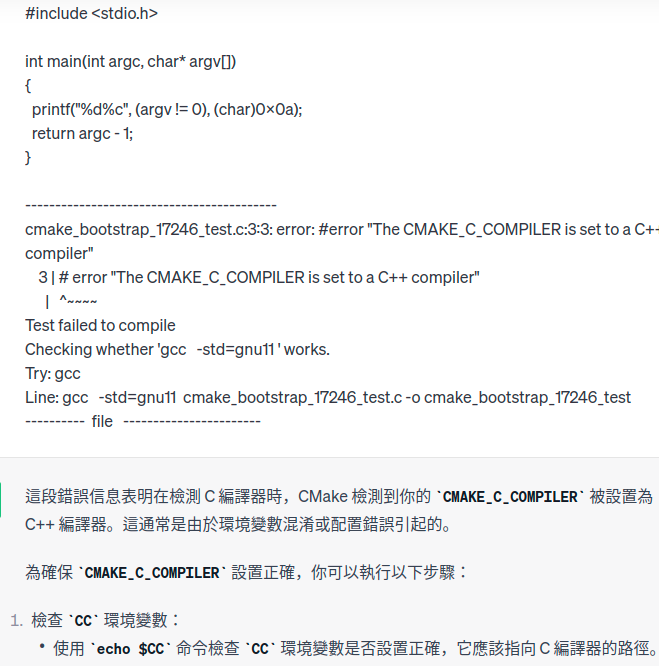 #include <stdio.h>
int main(int argc, char* argv[])
{
printf("%d%c", (argv != 0), (char)0×0a);
return argc - 1;
}
------------------------------------------
cmake_bootstrap_17246_test.c:3:3: error: #error "The CMAKE_C_COMPILER is set to a C++
compiler"
3 | # error "The CMAKE_C_COMPILER is set to a C++ compiler"
| ^~~~~
Test failed to compile
Checking whether 'gcc -std=gnu11 ' works.
Try: gcc
Line: gcc -std=gnu11 cmake_bootstrap_17246_test.c -o cmake_bootstrap_17246_test
---------- file -----------------------
這段錯誤信息表明在檢測 C 編譯器時，CMake 檢測到你的 `CMAKE_C_COMPILER` 被設置為
C++ 編譯器。這通常是由於環境變數混淆或配置錯誤引起的。
為確保 `CMAKE_C_COMPILER` 設置正確，你可以執行以下步驟：
1. 檢查 `CC` 環境變數：
• 使用 `echo $CC` 命令檢查 `CC` 環境變數是否設置正確，它應該指向 C 編譯器的路徑。